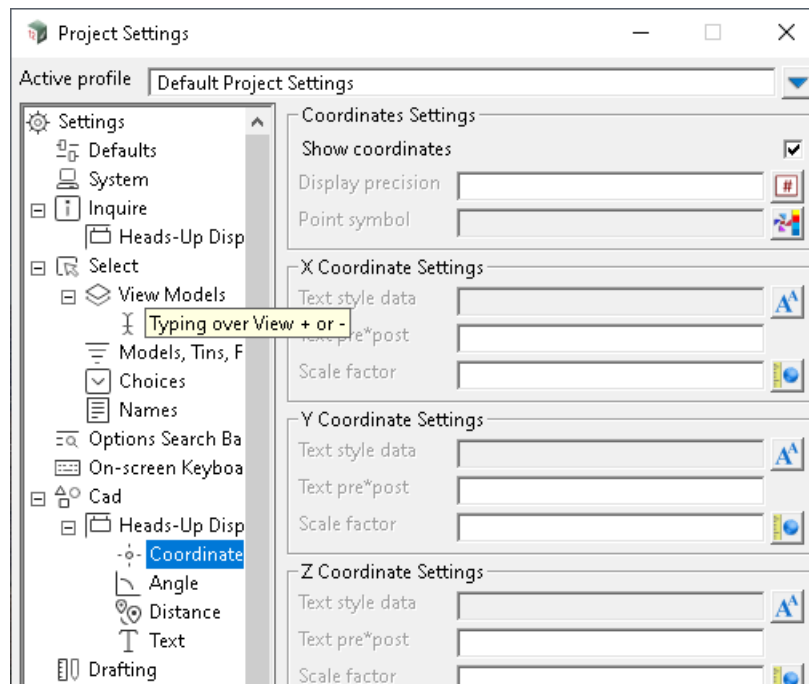 Project Settings
Active profile
Default Project Settings
Settings
Defaults
System
Inquire
Heads-Up Disp
Select
View Models
Typing over View + or -
Models, Tins, F
Choices
Names
Options Search Ba
On-screen Keyboa
Cad
Heads-Up Disp
Coordinate
Angle
Distance
Text
Drafting
Coordinates Settings
Show coordinates
Display precision
Point symbol
X Coordinate Settings
Text style data
pre*post
Scale factor
Y Coordinate Settings
Text style data
Text pre*post
Scale factor
Z Coordinate Settings
Text style data
Text pre*post
Scale factor